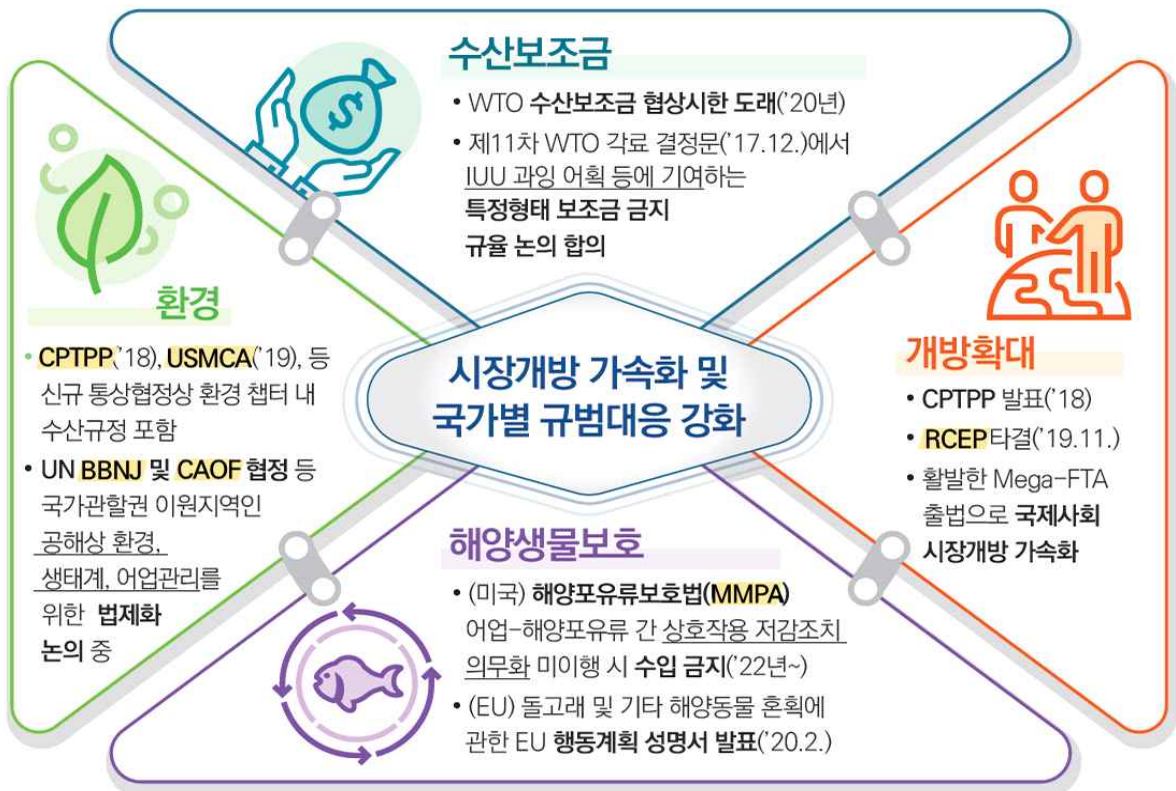 수산보조금
• WTO 수산보조금 협상시한 도래('20년)
• 제11차 WTO 각료 결정문('17.12.)에서
IUU 과잉 어획 등에 기여하는
특정형태 보조금 금지
규율 논의 합의
환경
• CPTPP('18), USMCA('19), 등
신규 통상협정상 환경 챕터 내
수산규정 포함
• UN BBNJ 및 CAOF 협정 등
국가관할권 이원지역인
공해상 환경,
생태계, 어업관리를
위한 법제화
논의 중
시장개방 가속화 및
국가별 규범대응 강화
개방확대
• CPTPP 발표('18)
• RCEP타결('19.11.)
• 활발한 Mega-FTA
출범으로 국제사회
시장개방 가속화
해양생물보호
• (미국) 해양포유류보호법(MMPA)
어업-해양포유류 간 상호작용 저감조치
의무화 미이행 시 수입 금지('22년~)
• (EU) 돌고래 및 기타 해양동물 혼획에
관한 EU 행동계획 성명서 발표('20.2.)